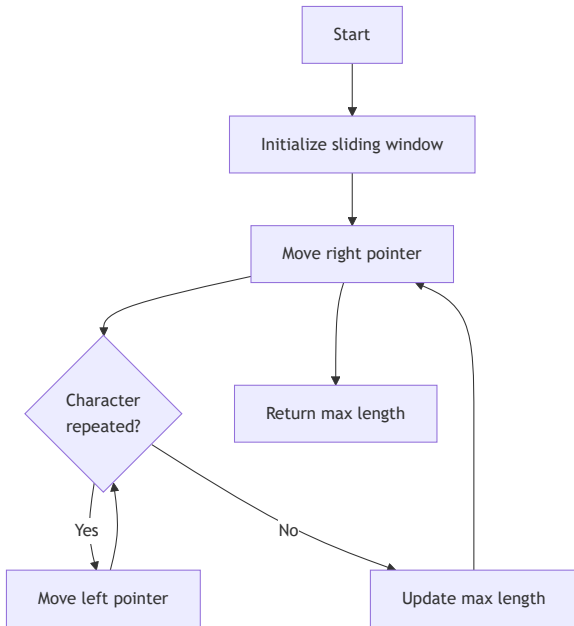 Start
Initialize sliding window
Move right pointer
Character
repeated?
Return max length
Yes
No
Move left pointer
Update max length